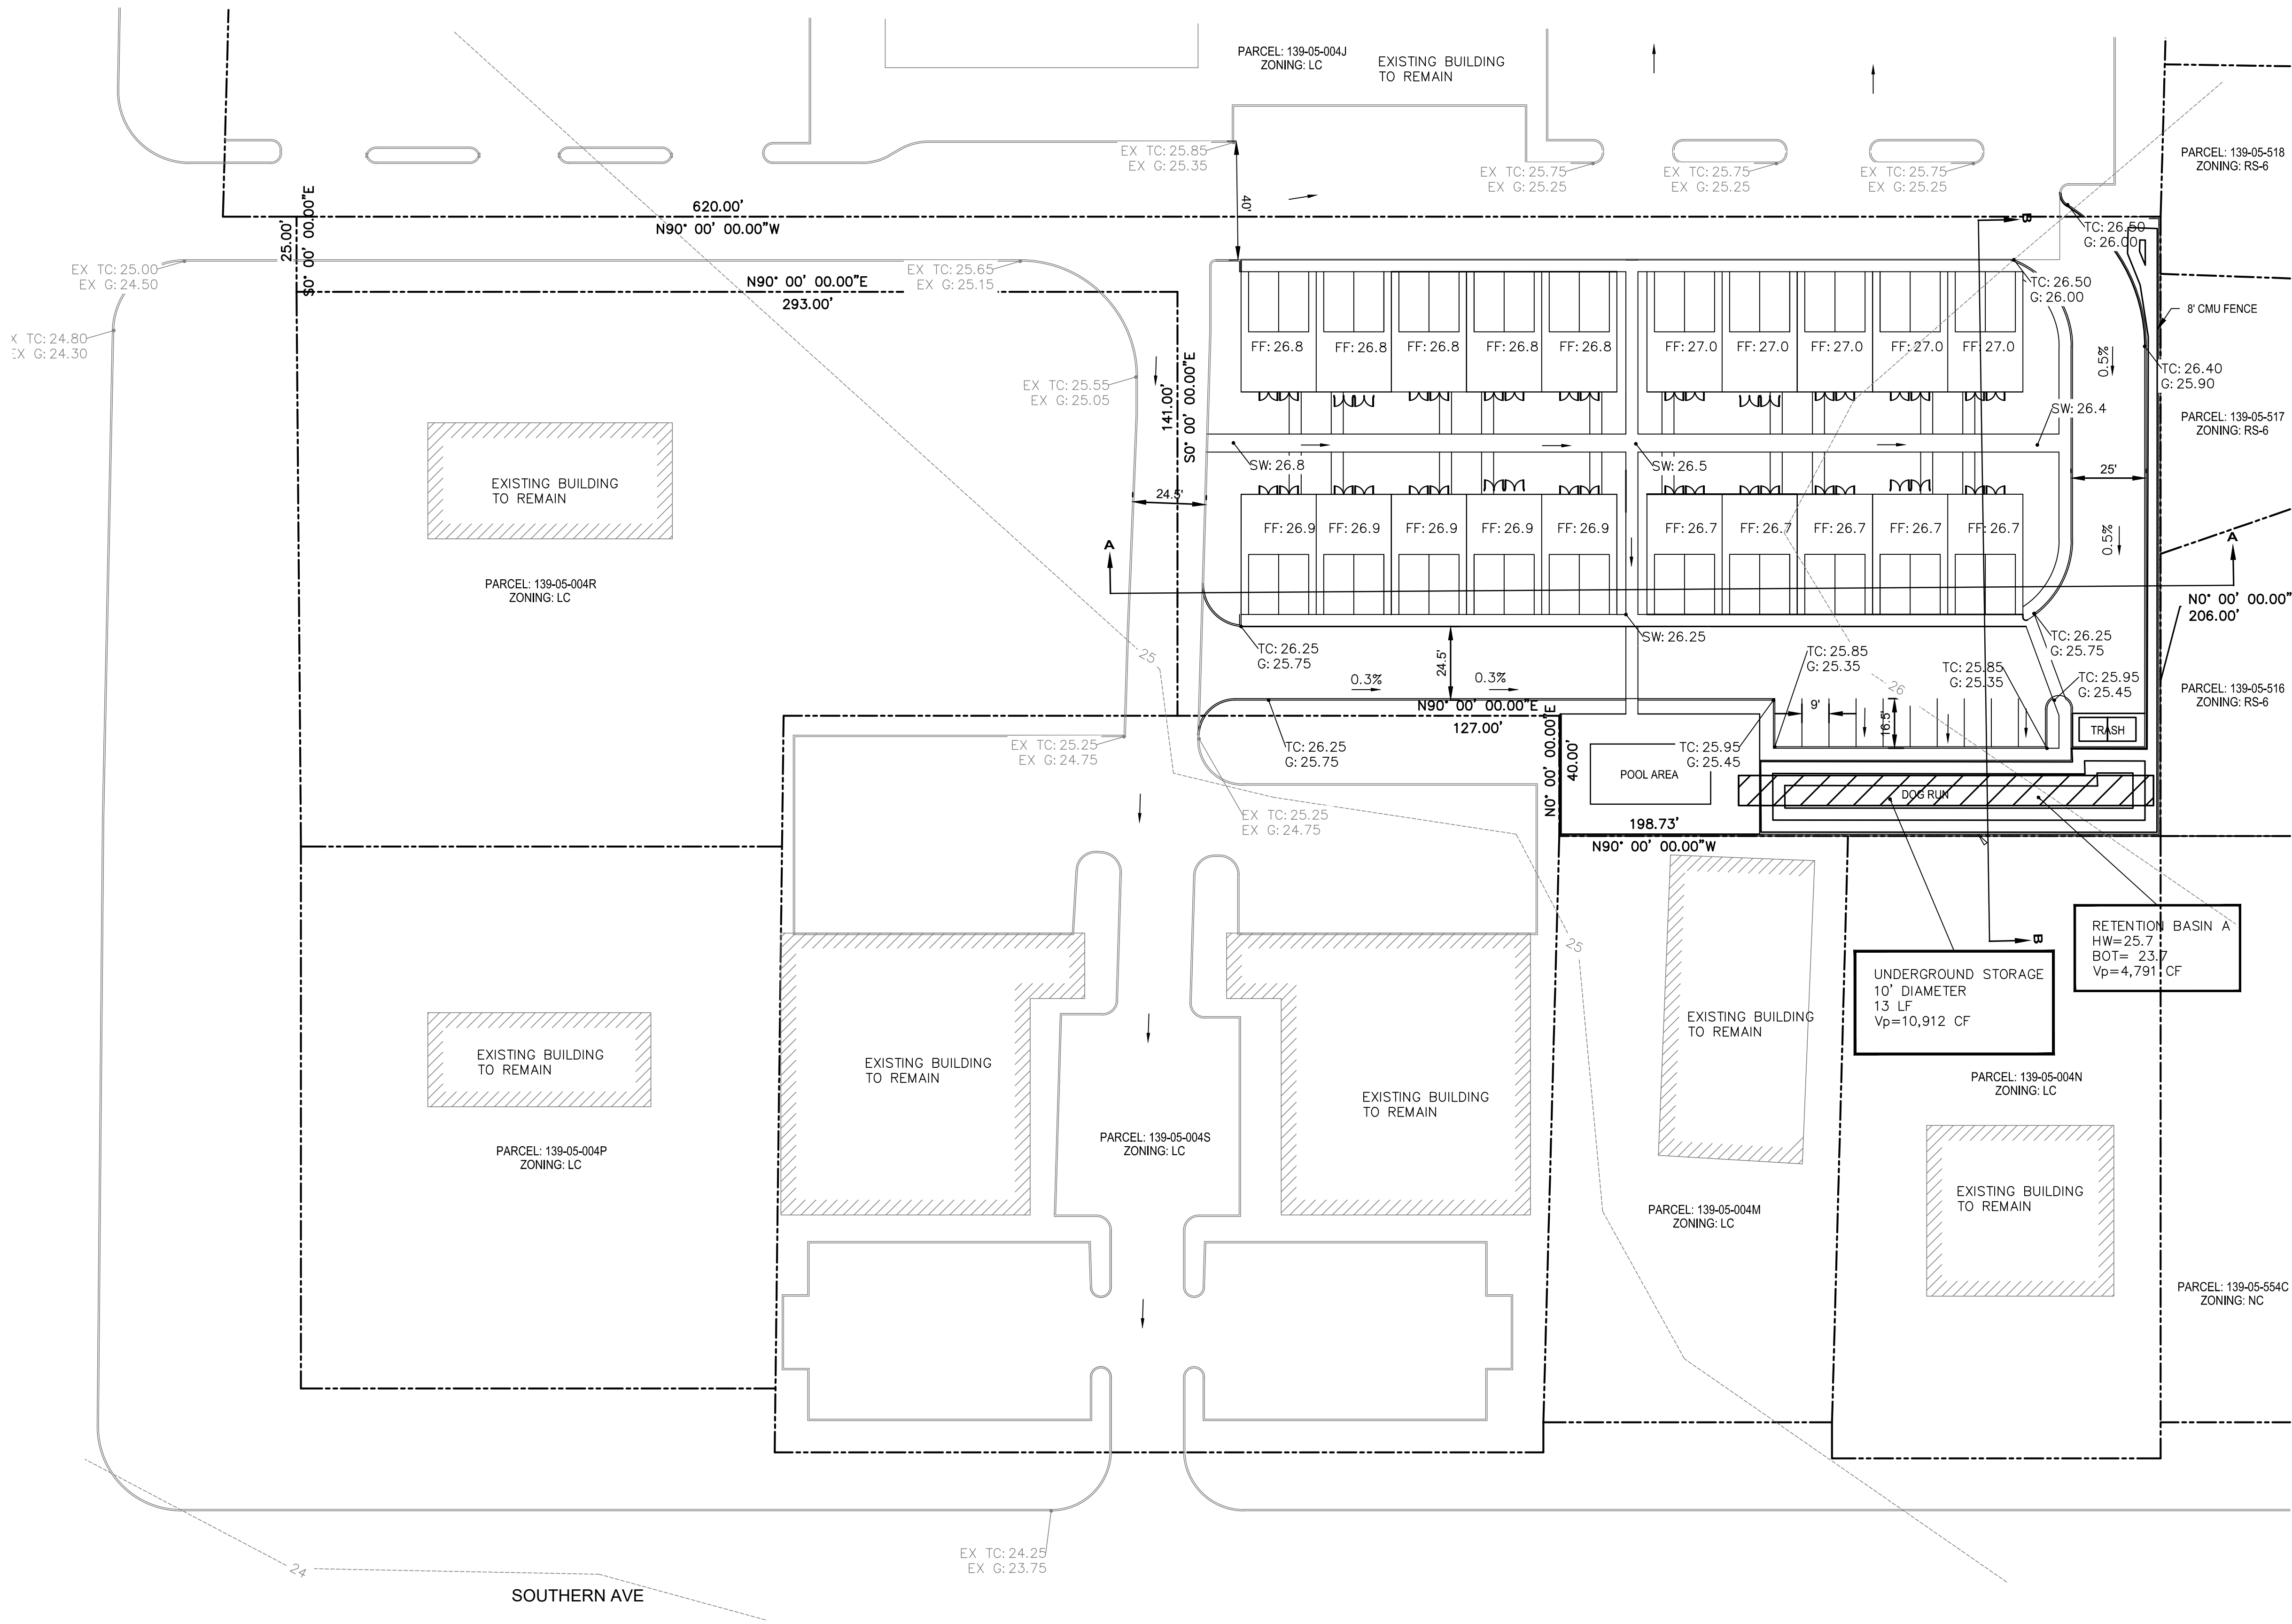 PARCEL: 139-05-004J
ZONING: LC
EXISTING BUILDING
TO REMAIN
EX TC: 25.85
EX G: 25.35
EX TC: 25.75
EX G: 25.25
EX TC: 25.75
EX G: 25.25
EX TC: 25.75
EX G: 25.25
PARCEL: 139-05-518
ZONING: RS-6
620.00'
N90° 00' 00.00"W
25.00'
S0° 00' 00.00"E
40'
B
TC: 26.50
G: 26.00
EX TC: 25.00
EX G: 24.50
EX TC: 25.65
EX G: 25.15
N90° 00' 00.00"E
293.00'
TC: 26.50
G: 26.00
8' CMU FENCE
X TC: 24.80
EX G: 24.30
FF: 26.8
FF: 26.8
FF: 26.8
FF: 26.8
FF: 26.8
FF: 27.0
FF: 27.0
FF: 27.0
FF: 27.0
FF: 27.0
0.5%
TC: 26.40
G: 25.90
EX TC: 25.55
EX G: 25.05
141.00'
S0° 00' 00.00"E
SW: 26.4
PARCEL: 139-05-517
ZONING: RS-6
SW: 26.8
SW: 26.5
25'
EXISTING BUILDING
TO REMAIN
24.5'
FF: 26.9
FF: 26.9
FF: 26.9
FF: 26.9
FF: 26.9
FF: 26.7
FF: 26.7
FF: 26.7
FF: 26.7
FF: 26.7
0.5%
A
A
PARCEL: 139-05-004R
ZONING: LC
N0° 00' 00.00"
206.00'
SW: 26.25
TC: 26.25
G: 25.75
25
24.5'
TC: 25.85
G: 25.35
TC: 25.85
G: 25.35
TC: 26.25
G: 25.75
TC: 25.95
G: 25.45
0.3%
0.3%
26
PARCEL: 139-05-516
ZONING: RS-6
N90° 00' 00.00"E
127.00'
9'
16.5'
TRASH
EX TC: 25.25
EX G: 24.75
TC: 26.25
G: 25.75
N0° 00' 00.00"E
40.00'
TC: 25.95
G: 25.45
POOL AREA
DOG RUN
EX TC: 25.25
EX G: 24.75
198.73'
N90° 00' 00.00"W
25
B
RETENTION BASIN A
HW=25.7
BOT= 23.7
Vp=4,791 CF
UNDERGROUND STORAGE
10' DIAMETER
13 LF
Vp=10,912 CF
EXISTING BUILDING
TO REMAIN
EXISTING BUILDING
TO REMAIN
EXISTING BUILDING
TO REMAIN
EXISTING BUILDING
TO REMAIN
PARCEL: 139-05-004N
ZONING: LC
PARCEL: 139-05-004P
ZONING: LC
PARCEL: 139-05-004S
ZONING: LC
PARCEL: 139-05-004M
ZONING: LC
EXISTING BUILDING
TO REMAIN
PARCEL: 139-05-554C
ZONING: NC
EX TC: 24.25
EX G: 23.75
24
SOUTHERN AVE